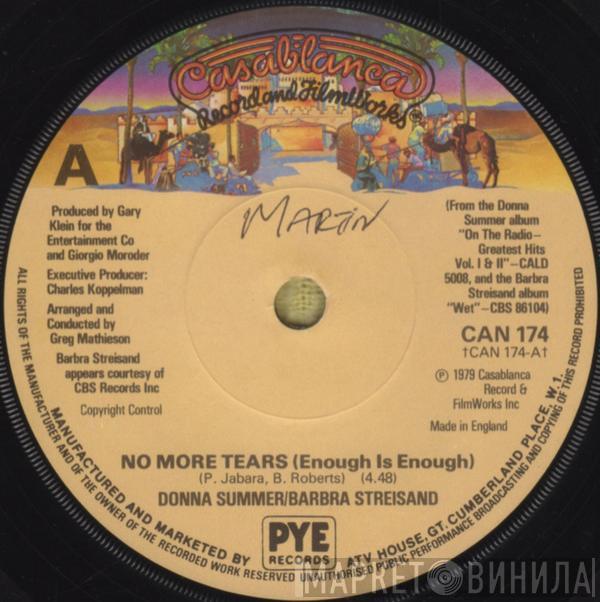 Casablanca
Record and FilmWorks®
A
MARTIN
Produced by Gary
Klein for the
Entertainment Co
and Giorgio Moroder
Executive Producer:
Charles Koppelman
Arranged and
Conducted by
Greg Mathieson
Barbra Streisand
appears courtesy of
CBS Records Inc
Copyright Control
(From the Donna
Summer album
"On The Radio–
Greatest Hits
Vol. I & II"–CALD
5008, and the Barbra
Streisand album
"Wet"–CBS 86104)
CAN 174
†CAN 174-A†
℗ 1979 Casablanca
Record &
FilmWorks Inc
Made in England
NO MORE TEARS (Enough Is Enough)
(P. Jabara, B. Roberts) (4.48)
DONNA SUMMER/BARBRA STREISAND
PYE
RECORDS
MANUFACTURED AND MARKETED BY
ATV HOUSE, GT. CUMBERLAND PLACE, W.1.
ALL RIGHTS OF THE MANUFACTURER AND OF THE OWNER OF THE RECORDED WORK RESERVED UNAUTHORISED PUBLIC PERFORMANCE BROADCASTING AND COPYING OF THIS RECORD PROHIBITED
МАРКЕТ ВИНИЛА